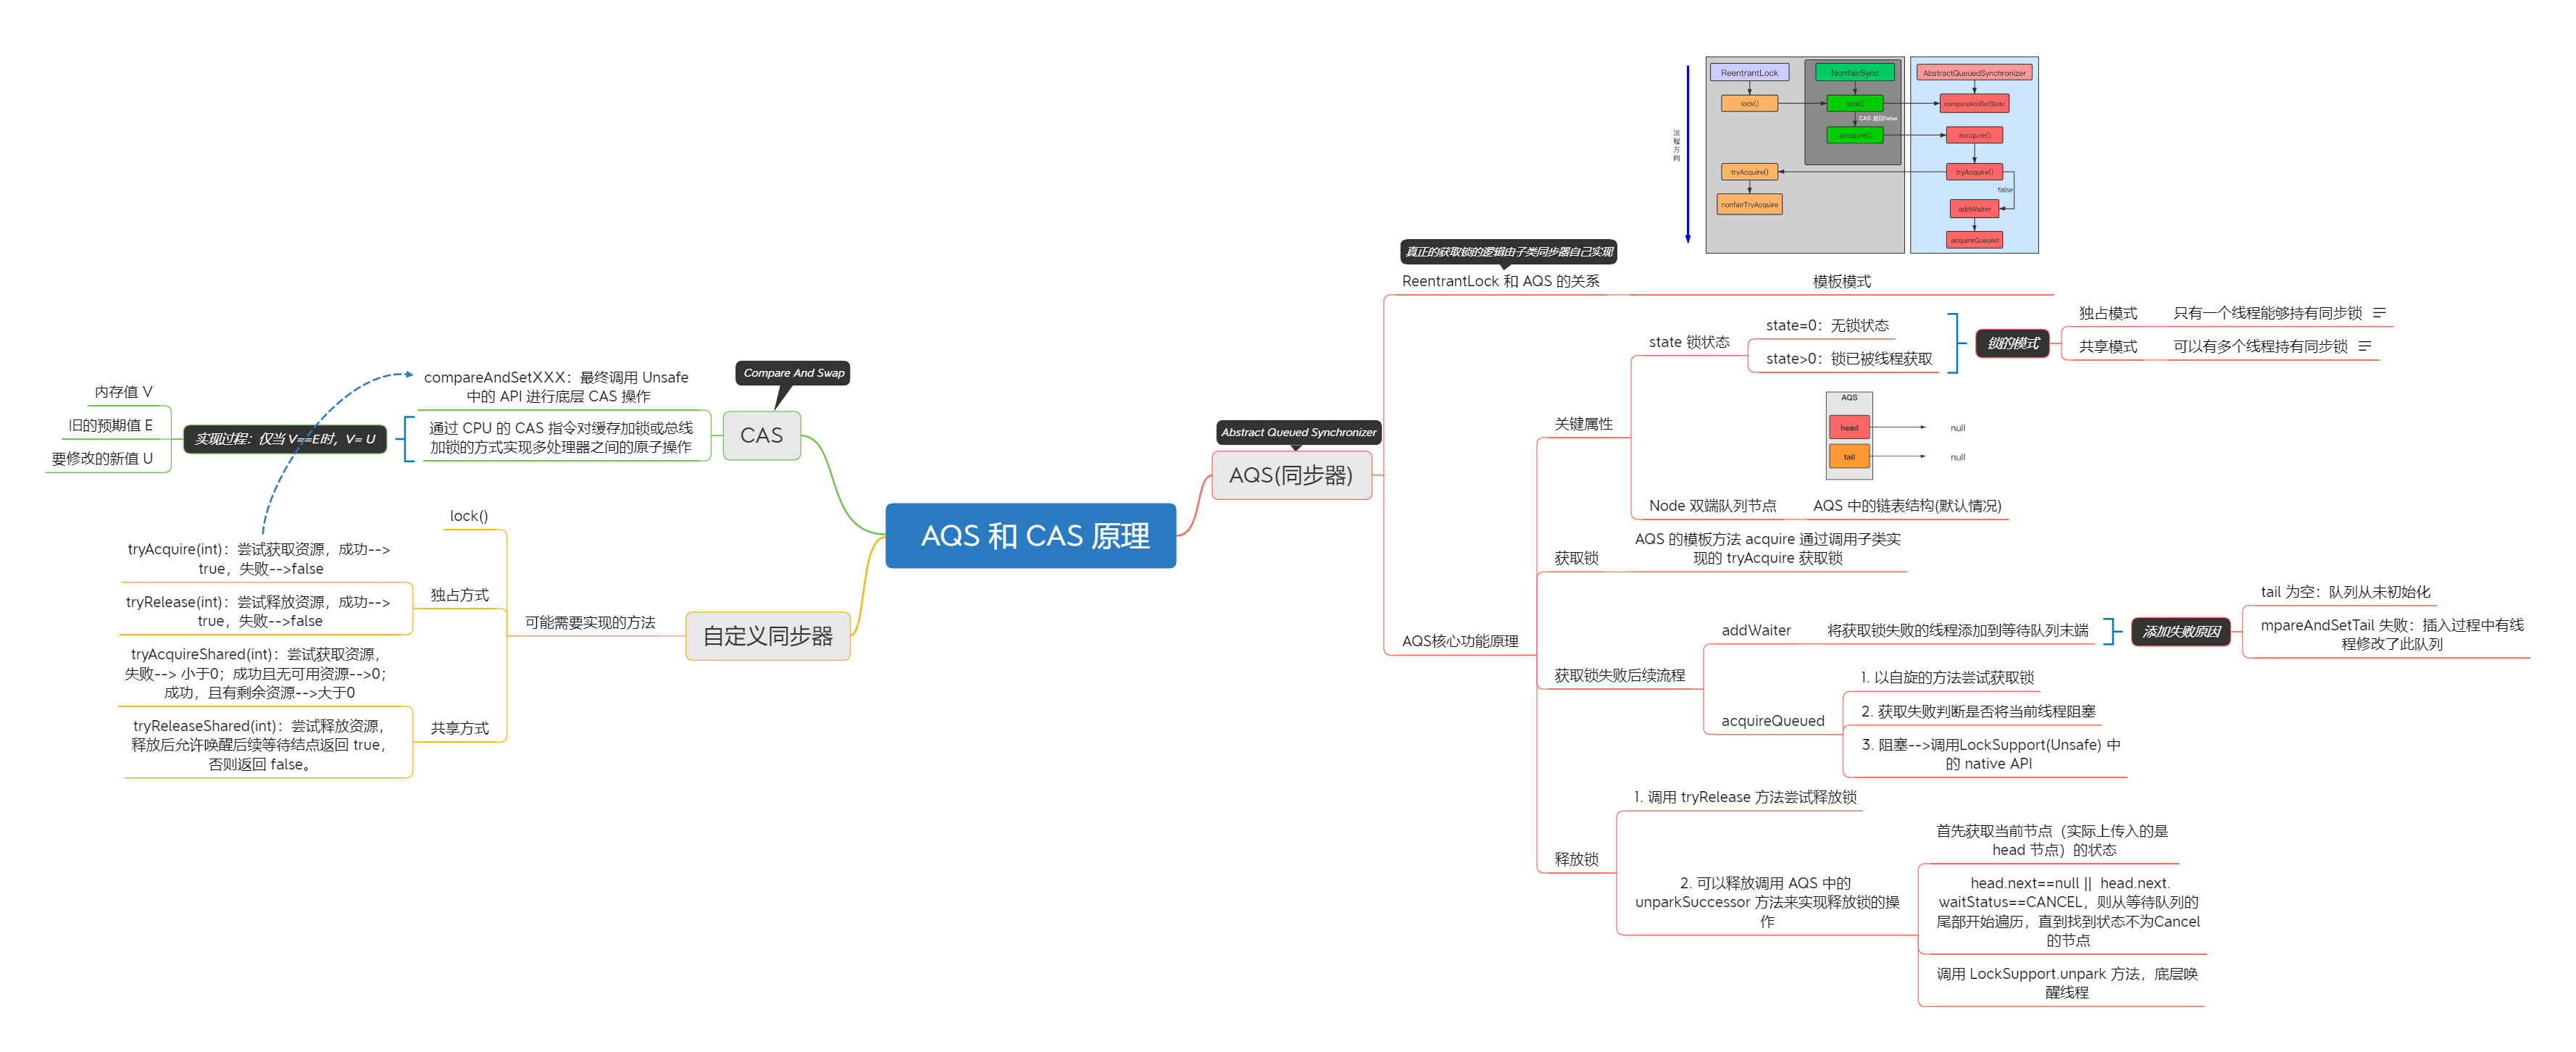 AQS 和 CAS 原理
Compare And Swap
CAS
compareAndSetXXX：最终调用 Unsafe
中的 API 进行底层 CAS 操作
通过 CPU 的 CAS 指令对缓存加锁或总线
加锁的方式实现多处理器之间的原子操作
实现过程：仅当 V==E时，V= U
内存值 V
旧的预期值 E
要修改的新值 U
自定义同步器
可能需要实现的方法
lock()
独占方式
tryAcquire(int)：尝试获取资源，成功-->
true，失败-->false
tryRelease(int)：尝试释放资源，成功-->
true，失败-->false
共享方式
tryAcquireShared(int)：尝试获取资源，
失败--> 小于0；成功且无可用资源-->0；
成功，且有剩余资源-->大于0
tryReleaseShared(int)：尝试释放资源，
释放后允许唤醒后续等待结点返回 true，
否则返回 false。
Abstract Queued Synchronizer
AQS(同步器)
真正的获取锁的逻辑由子类同步器自己实现
ReentrantLock 和 AQS 的关系
流程方向
ReentrantLock
NonfairSync
AbstractQueuedSynchronizer
lock()
lock()
compareAndSetState
CAS 返回false
accquire()
accquire()
tryAcquire()
tryAcquire()
false
nonfairTryAcquire
addWaiter
acquireQueued
模板模式
AQS核心功能原理
关键属性
state 锁状态
state=0：无锁状态
state>0：锁已被线程获取
锁的模式
独占模式
只有一个线程能够持有同步锁
共享模式
可以有多个线程持有同步锁
Node 双端队列节点
AQS
head
null
tail
null
AQS 中的链表结构(默认情况)
获取锁
AQS 的模板方法 acquire 通过调用子类实
现的 tryAcquire 获取锁
获取锁失败后续流程
addWaiter
将获取锁失败的线程添加到等待队列末端
添加失败原因
tail 为空：队列从未初始化
mpareAndSetTail 失败：插入过程中有线
程修改了此队列
acquireQueued
1. 以自旋的方法尝试获取锁
2. 获取失败判断是否将当前线程阻塞
3. 阻塞-->调用LockSupport(Unsafe) 中
的 native API
释放锁
1. 调用 tryRelease 方法尝试释放锁
2. 可以释放调用 AQS 中的
unparkSuccessor 方法来实现释放锁的操
作
首先获取当前节点（实际上传入的是
head 节点）的状态
head.next==null || head.next.
waitStatus==CANCEL，则从等待队列的
尾部开始遍历，直到找到状态不为Cancel
的节点
调用 LockSupport.unpark 方法，底层唤
醒线程